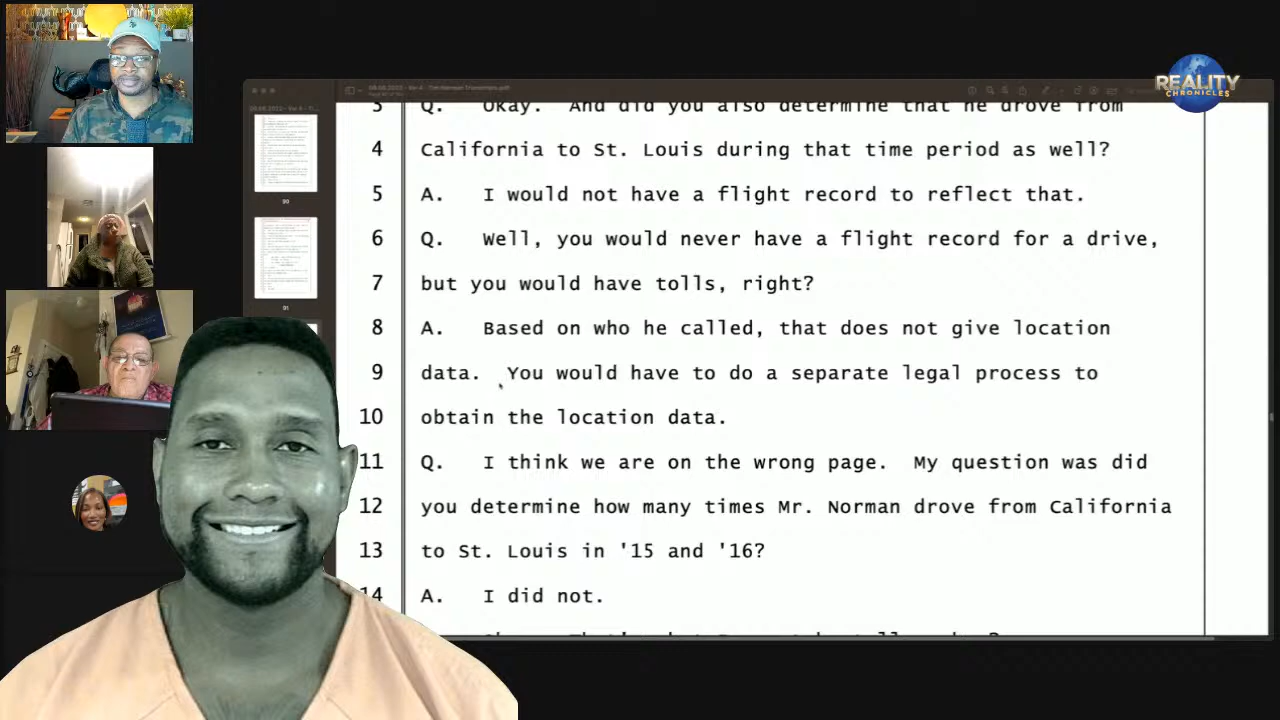 REALITY
CHRONICLES
90
91
3 Q. Okay. And did you also determine that he drove from
4 California to St. Louis during that time period as well?
5 A. I would not have a flight record to reflect that.
6 Q. Well, you would never have a flight record for a drive,
7 but you would have tolls, right?
8 A. Based on who he called, that does not give location
9 data. You would have to do a separate legal process to
10 obtain the location data.
11 Q. I think we are on the wrong page. My question was did
12 you determine how many times Mr. Norman drove from California
13 to St. Louis in '15 and '16?
14 A. I did not.